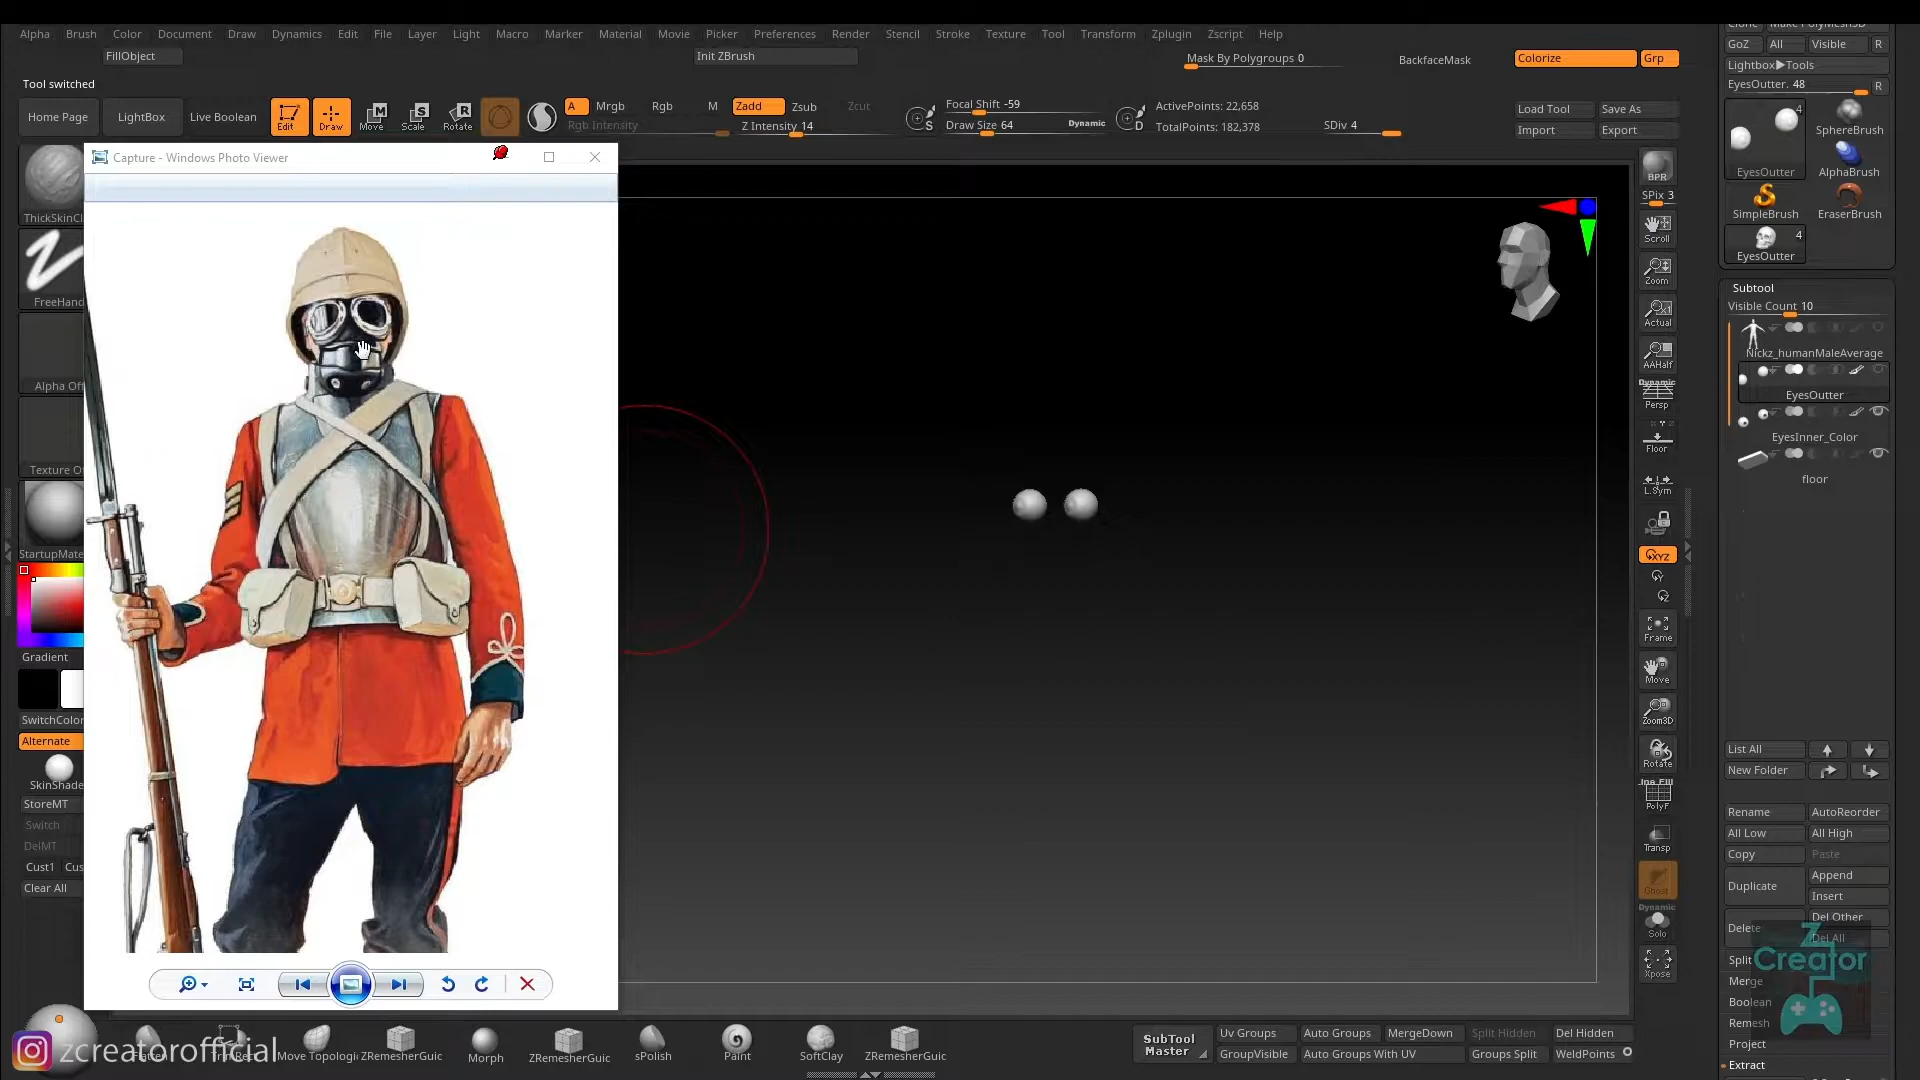 Alpha Brush Color Document Draw Dynamics Edit File Layer Light Macro Marker Material Movie Picker Preferences Render Stencil Stroke Texture Tool Transform Zplugin Zscript Help
FillObject
Init ZBrush
Mask By Polygroups 0
BackfaceMask
Colorize
Grp
GoZ All Visible R
Lightbox▶Tools
EyesOutter. 48 R
Tool switched
Home Page
LightBox
Live Boolean
Edit
Draw
Move
Scale
Rotate
A Mrgb Rgb M
Rgb Intensity
Zadd Zsub Zcut
Z Intensity 14
S
Focal Shift -59
Draw Size 64
Dynamic
D
ActivePoints: 22,658
TotalPoints: 182,378
SDiv 4
Load Tool Save As
Import Export
4
EyesOutter
SphereBrush
AlphaBrush
SimpleBrush
EraserBrush
4
EyesOutter
Capture - Windows Photo Viewer
ThickSkinCl
FreeHand
Alpha Off
Texture O
StartupMate
Gradient
SwitchColor
Alternate
SkinShade
StoreMT
Switch
DelMT
Cust1 Cus
Clear All
BPR
SPix 3
Scroll
Zoom
Actual
AAHalf
Dynamic
Persp
Floor
L.Sym
XYZ
Frame
Move
Zoom3D
Rotate
Line Fill
PolyF
Transp
Ghost
Dynamic
Solo
Xpose
Subtool
Visible Count 10
Nickz_humanMaleAverage
EyesOutter
EyesInner_Color
floor
List All
New Folder
Rename AutoReorder
All Low All High
Copy Paste
Duplicate Append
Insert
Delete Del Other
Del All
Split
Merge
Boolean
Remesh
Project
Extract
Z
Creator
zcreatorofficial
Move Topologi
ZRemesherGuic
Morph
ZRemesherGuic
sPolish
Paint
SoftClay
ZRemesherGuic
SubTool
Master
Uv Groups Auto Groups MergeDown Split Hidden Del Hidden
GroupVisible Auto Groups With UV Groups Split WeldPoints